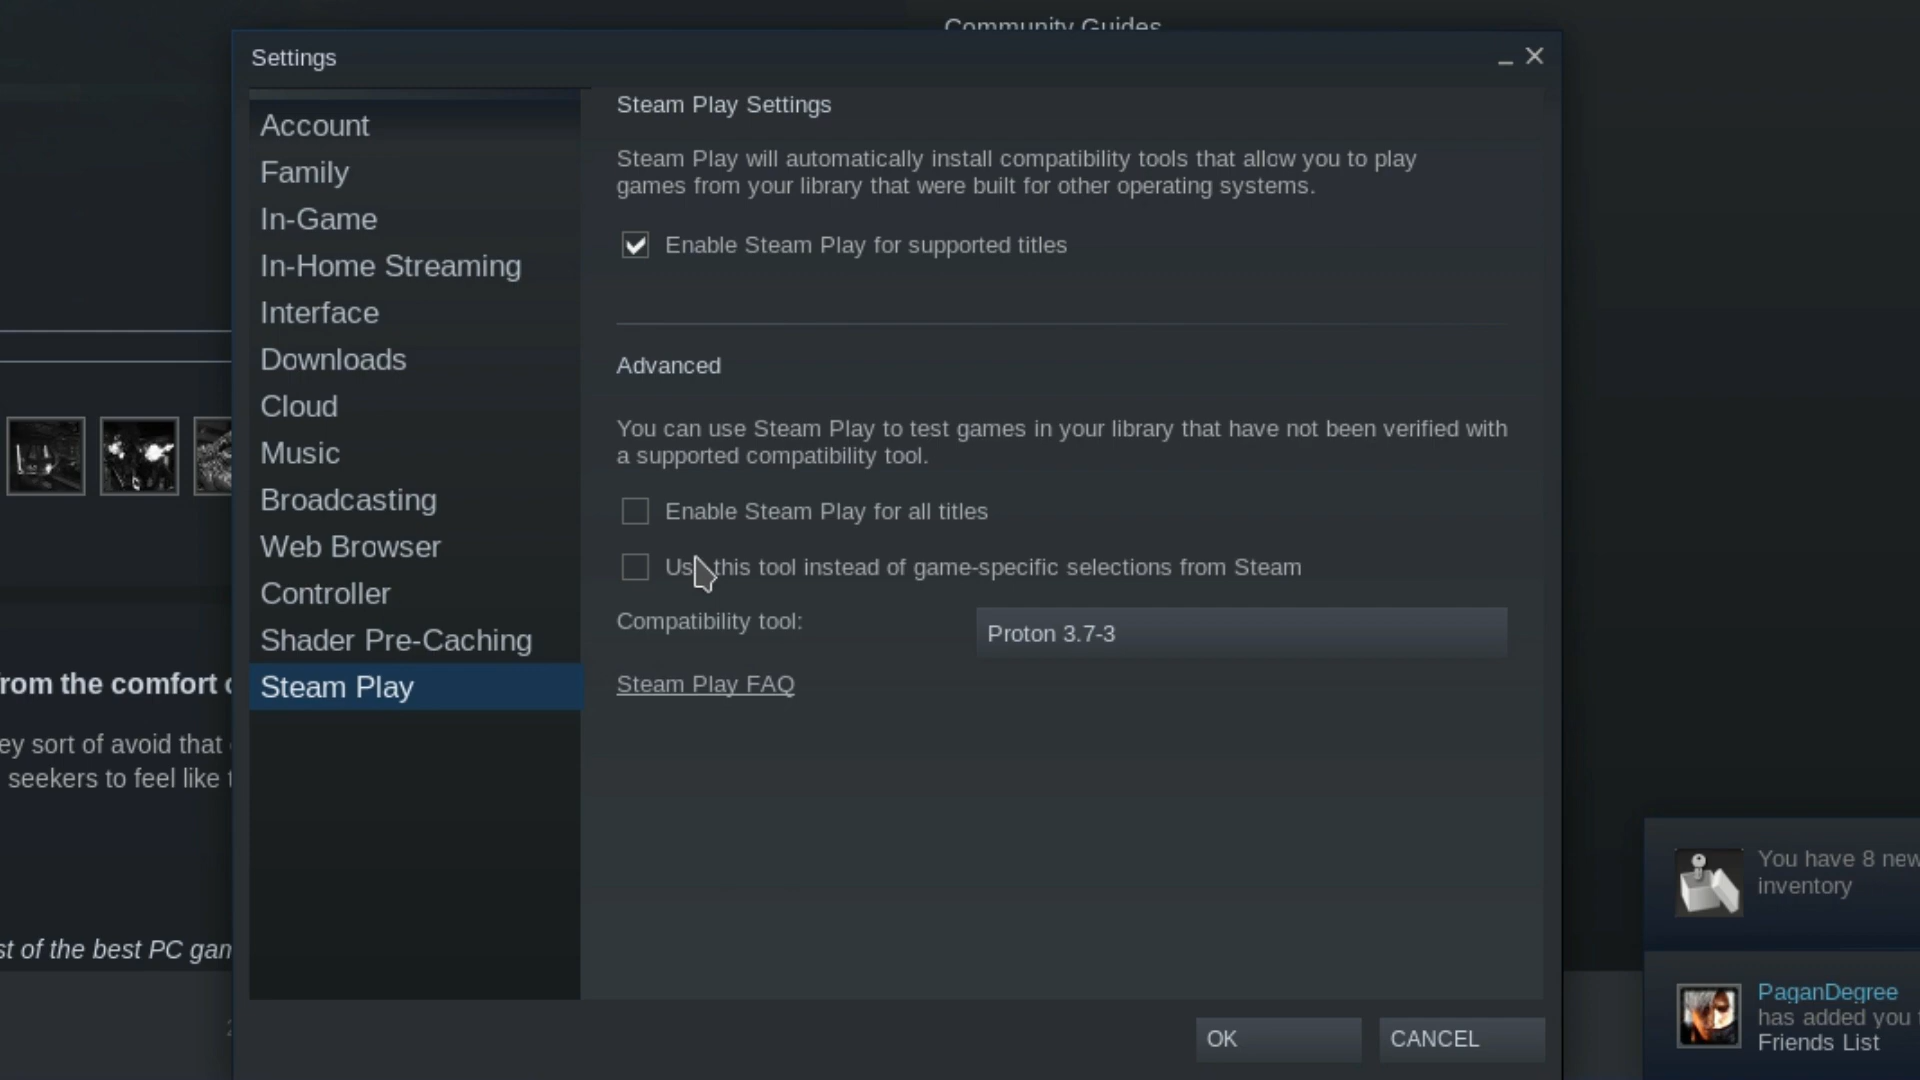 Community Guides
Settings
Account
Family
In-Game
In-Home Streaming
Interface
Downloads
Cloud
Music
Broadcasting
Web Browser
Controller
Shader Pre-Caching
Steam Play
Steam Play Settings
Steam Play will automatically install compatibility tools that allow you to play
games from your library that were built for other operating systems.
Enable Steam Play for supported titles
Advanced
You can use Steam Play to test games in your library that have not been verified with
a supported compatibility tool.
Enable Steam Play for all titles
Use this tool instead of game-specific selections from Steam
Compatibility tool:
Proton 3.7-3
Steam Play FAQ
OK
CANCEL
rom the comfort
ey sort of avoid that
seekers to feel like
st of the best PC gam
You have 8 new
inventory
PaganDegree
has added you
Friends List